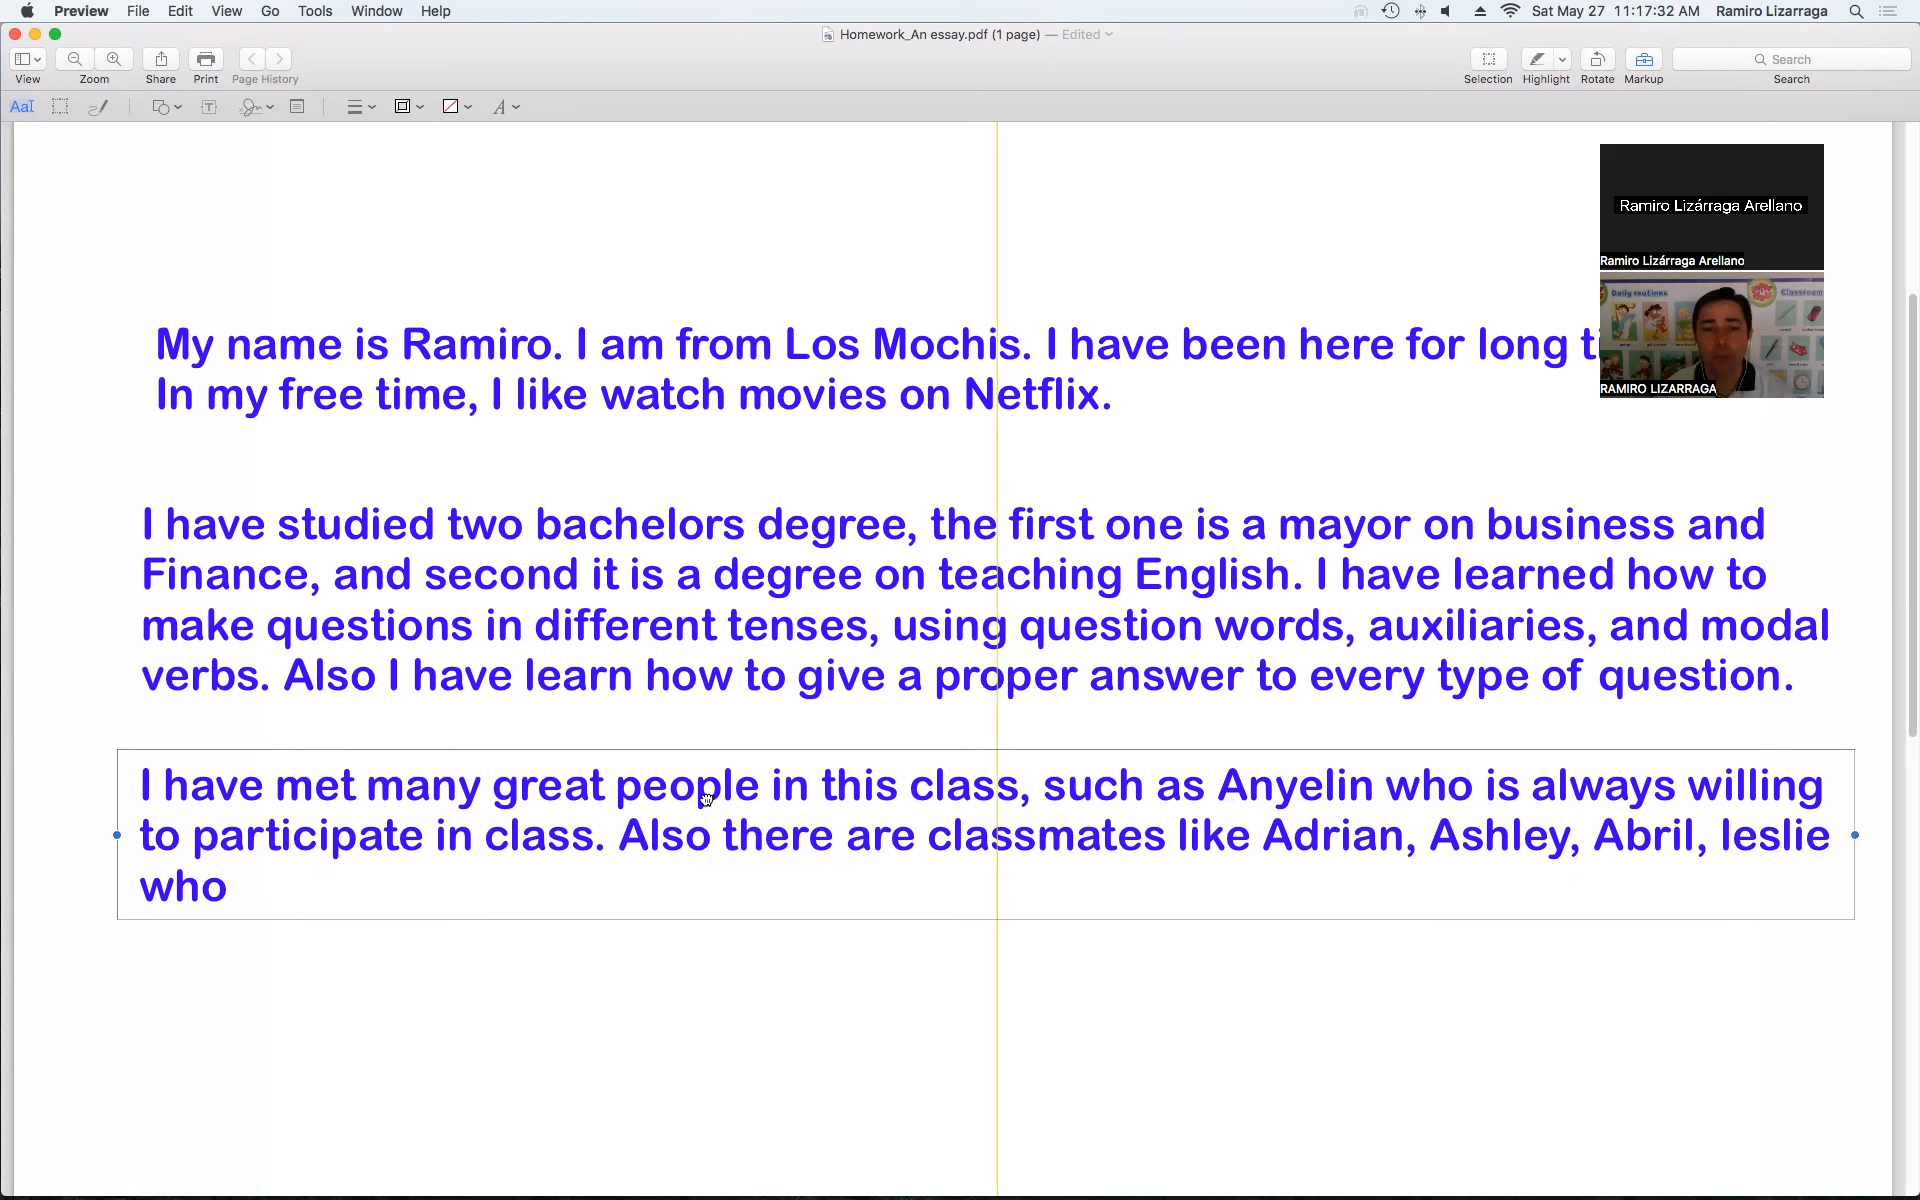 Preview File Edit View Go Tools Window Help Sat May 27 11:17:32 AM Ramiro Lizarraga
Homework_An essay.pdf (1 page) — Edited
View Zoom Share Print Page History Selection Highlight Rotate Markup Search
Search
AaI T A
Ramiro Lizárraga Arellano
Ramiro Lizárraga Arellano
Daily routines Classroom
RAMIRO LIZARRAGA
My name is Ramiro. I am from Los Mochis. I have been here for long
In my free time, I like watch movies on Netflix.
I have studied two bachelors degree, the first one is a mayor on business and
Finance, and second it is a degree on teaching English. I have learned how to
make questions in different tenses, using question words, auxiliaries, and modal
verbs. Also I have learn how to give a proper answer to every type of question.
I have met many great people in this class, such as Anyelin who is always willing
to participate in class. Also there are classmates like Adrian, Ashley, Abril, leslie
who